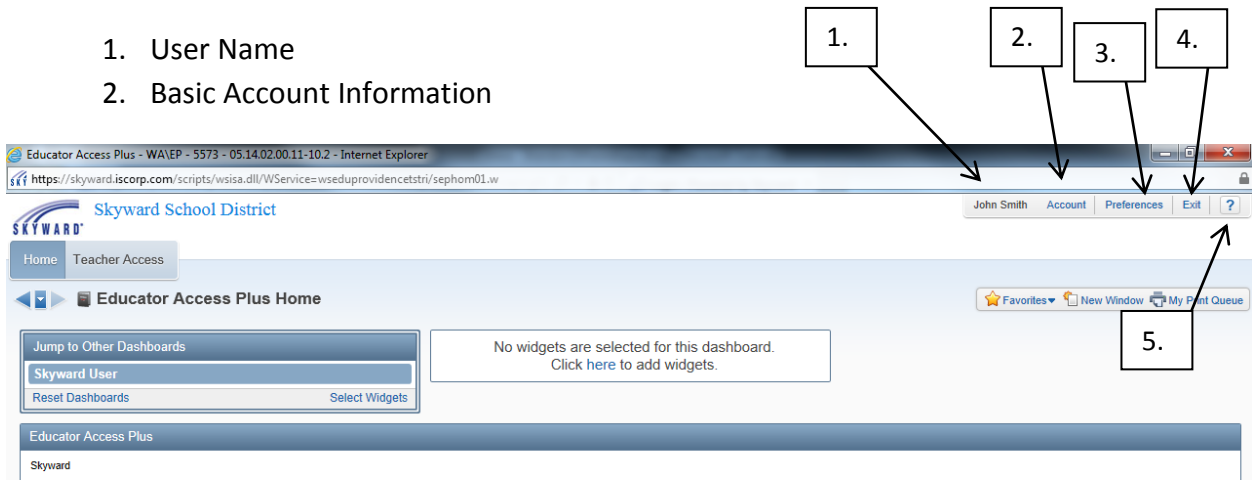 1. 2. 3. 4.
1. User Name
2. Basic Account Information
Educator Access Plus - WA\EP - 5573 - 05.14.02.00.11-10.2 - Internet Explorer
https://skyward.iscorp.com/scripts/wsisa.dll/WService=wseduprovidencetstri/sephom01.w
SKYWARD
Skyward School District
John Smith Account Preferences Exit ?
Home Teacher Access
Educator Access Plus Home
Favorites New Window My Print Queue
5.
Jump to Other Dashboards
Skyward User
Reset Dashboards Select Widgets
No widgets are selected for this dashboard.
Click here to add widgets.
Educator Access Plus
Skyward